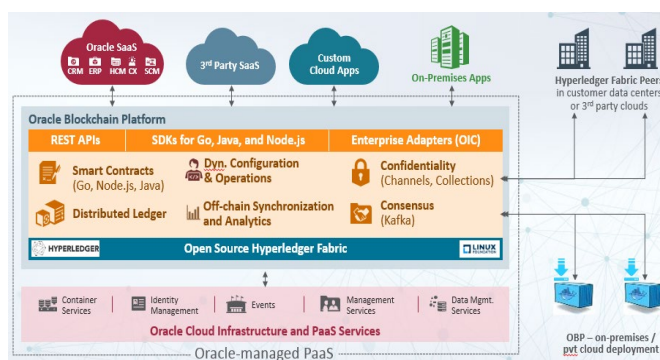 Oracle SaaS
CRM ERP HCM CX SCM
3rd Party SaaS
Custom
Cloud Apps
On-Premises Apps
Hyperledger Fabric Peers
in customer data centers
or 3rd party clouds
Oracle Blockchain Platform
REST APIs
SDKs for Go, Java, and Node.js
Enterprise Adapters (OIC)
Smart Contracts
(Go, Node.js, Java)
Dyn. Configuration
& Operations
Confidentiality
(Channels, Collections)
Distributed Ledger
Off-chain Synchronization
and Analytics
Consensus
(Kafka)
HYPERLEDGER
Open Source Hyperledger Fabric
LINUX
FOUNDATION
Container
Services
Identity
Management
Events
Management
Services
Data Mgmt.
Services
Oracle Cloud Infrastructure and PaaS Services
Oracle-managed PaaS
OBP – on-premises /
pvt cloud deployment